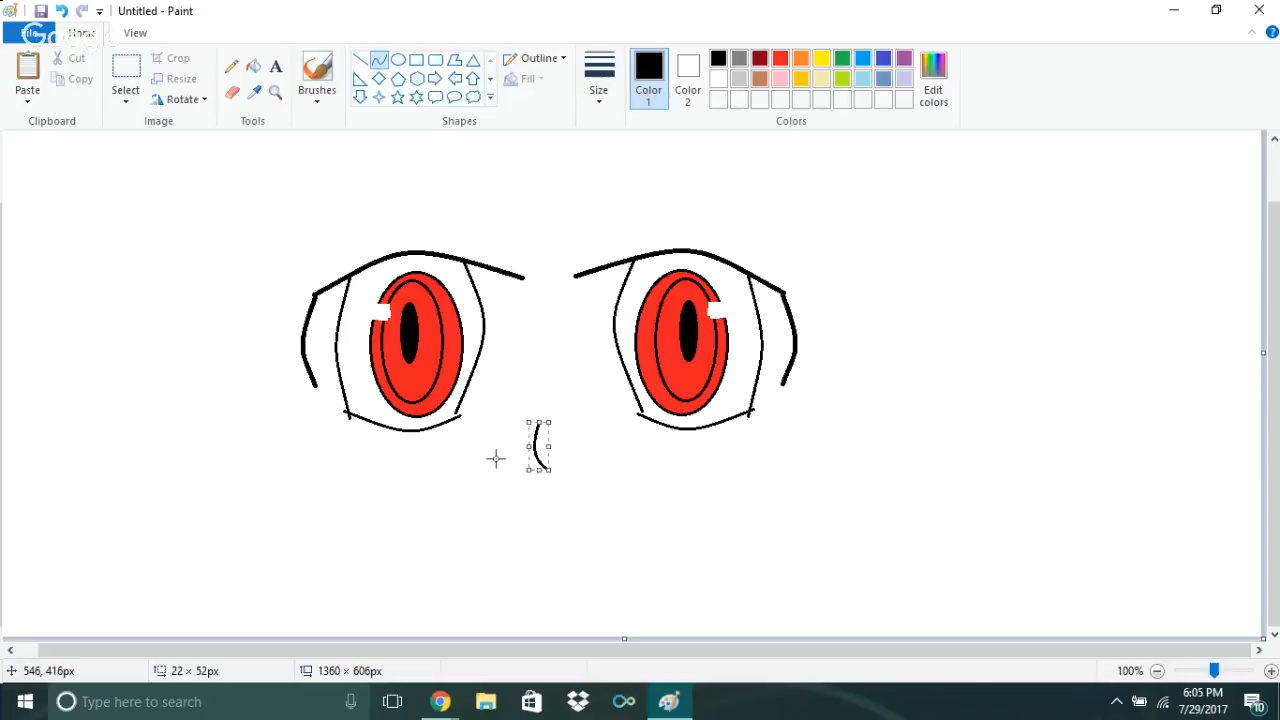 Untitled - Paint
Home
View
Paste
Cut
Copy
Clipboard
Select
Crop
Resize
Rotate
Image
A
Tools
Brushes
Outline
Fill
Shapes
Size
Color 1
Color 2
Edit colors
Colors
546, 416px
22 × 52px
1360 × 606px
100%
Type here to search
6:05 PM
7/29/2017
10